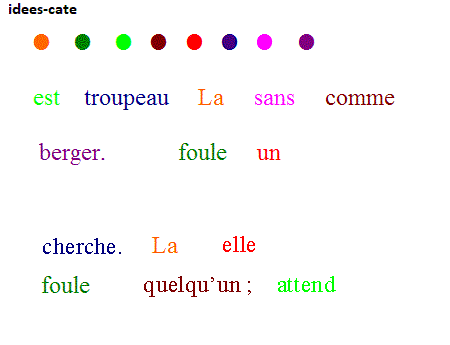 idees-cate
est troupeau La sans comme
berger. foule un
cherche. La elle
foule quelqu’un ; attend